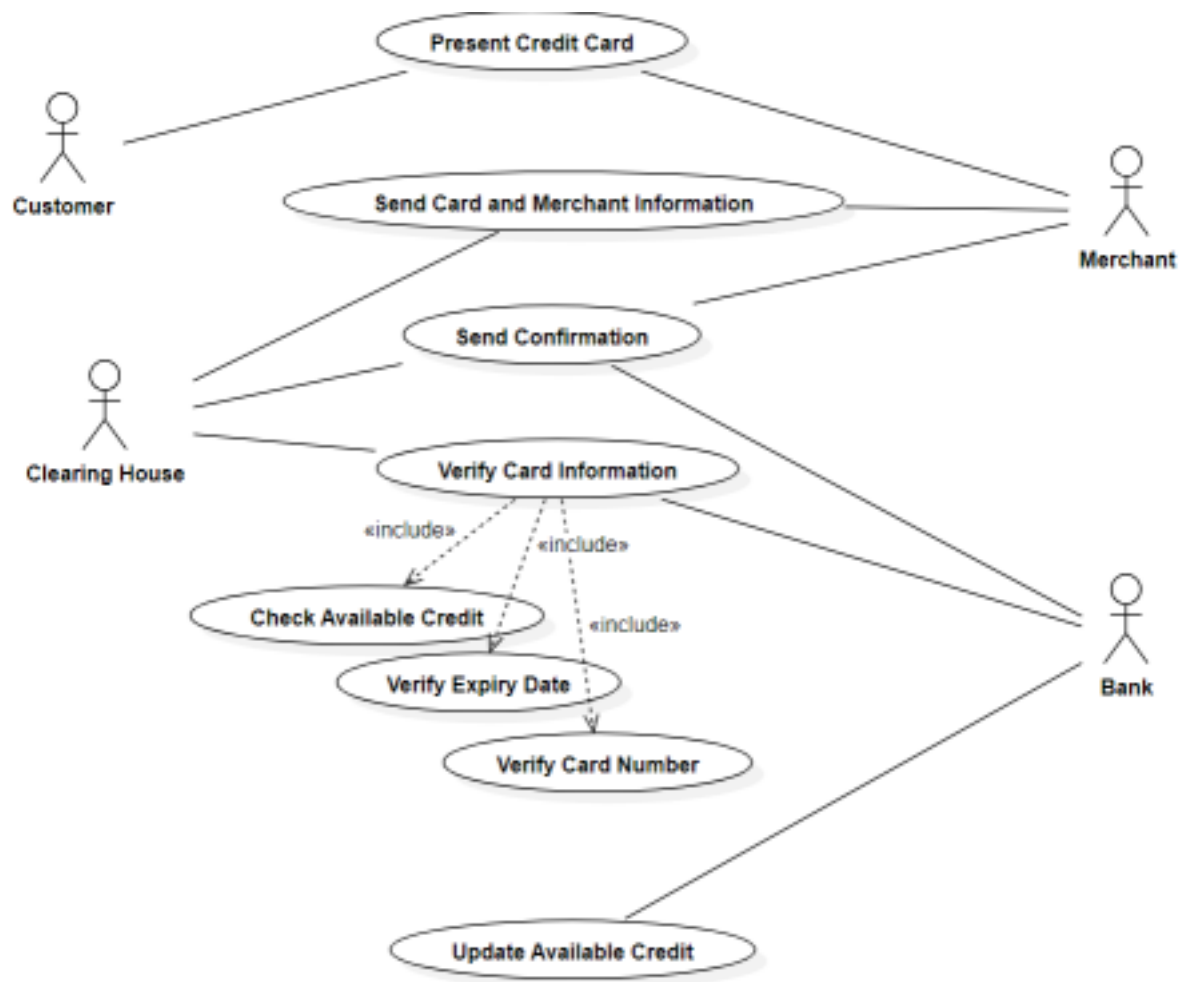 Present Credit Card
Customer
Send Card and Merchant Information
Merchant
Send Confirmation
Clearing House
Verify Card Information
«include»
«include»
Check Available Credit
«include»
Verify Expiry Date
Bank
Verify Card Number
Update Available Credit